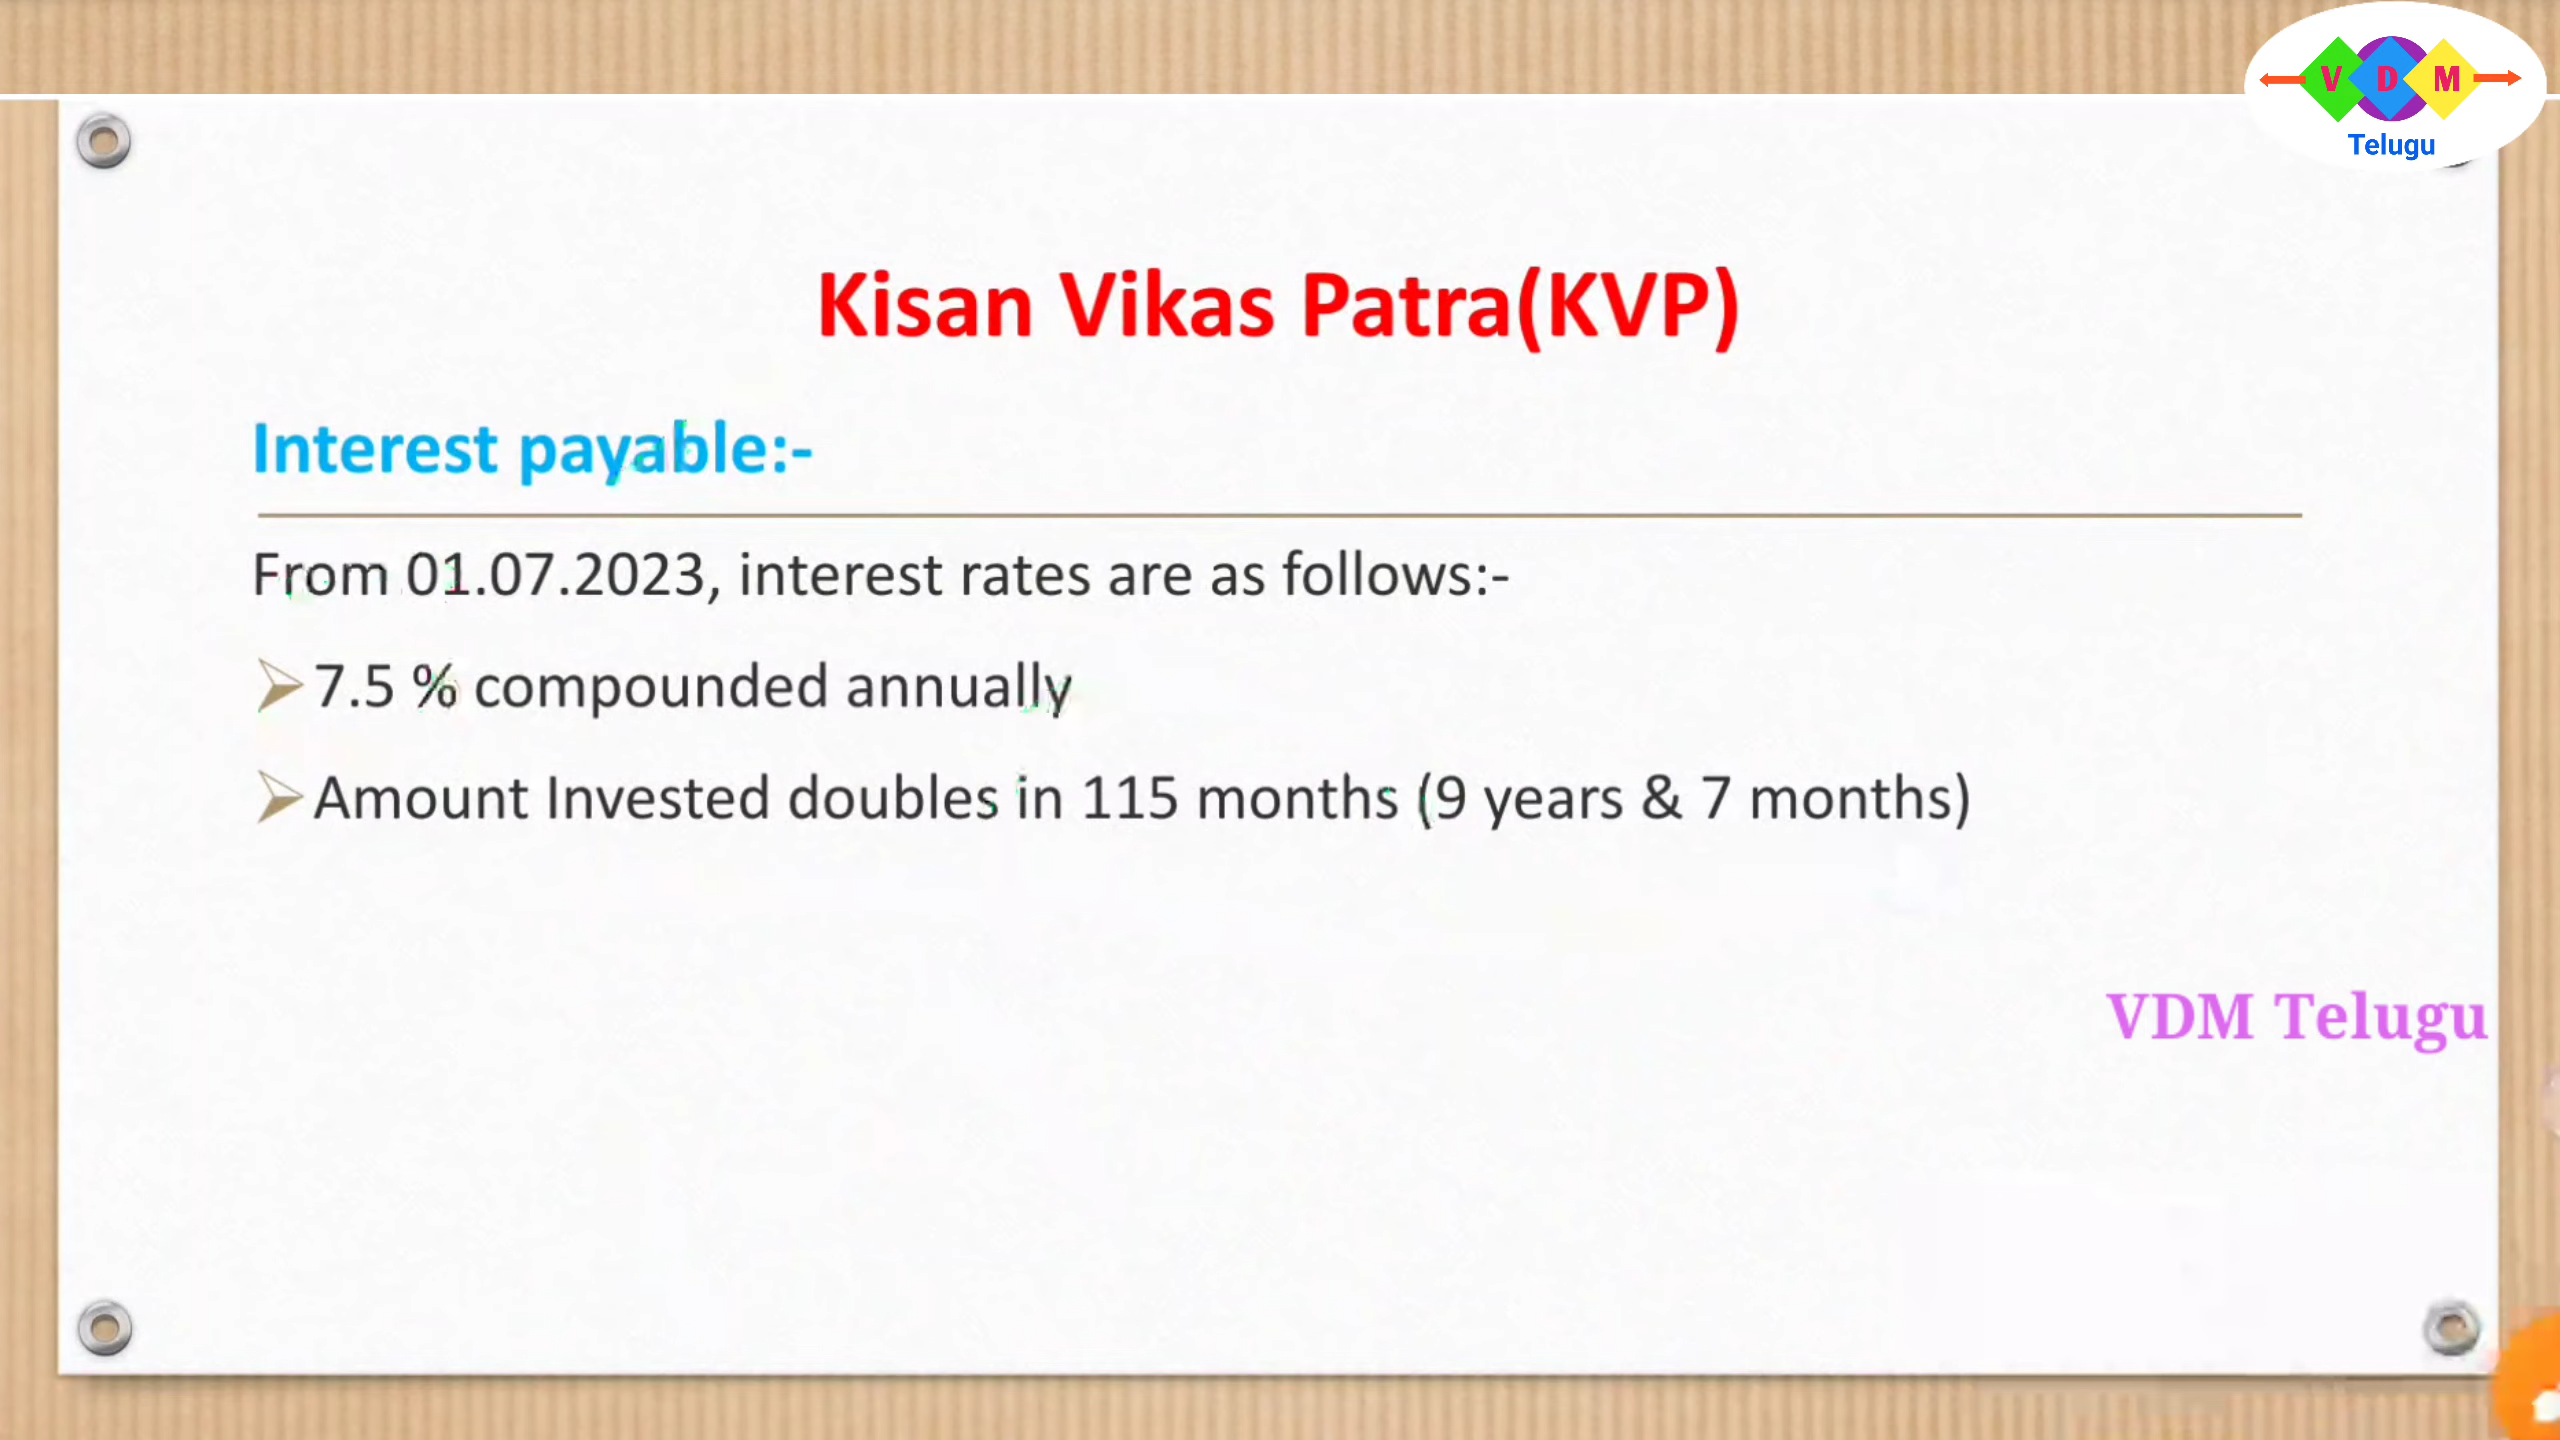 V D M
Telugu
Kisan Vikas Patra(KVP)
Interest payable:-
From 01.07.2023, interest rates are as follows:-
7.5 % compounded annually
Amount Invested doubles in 115 months (9 years & 7 months)
VDM Telugu